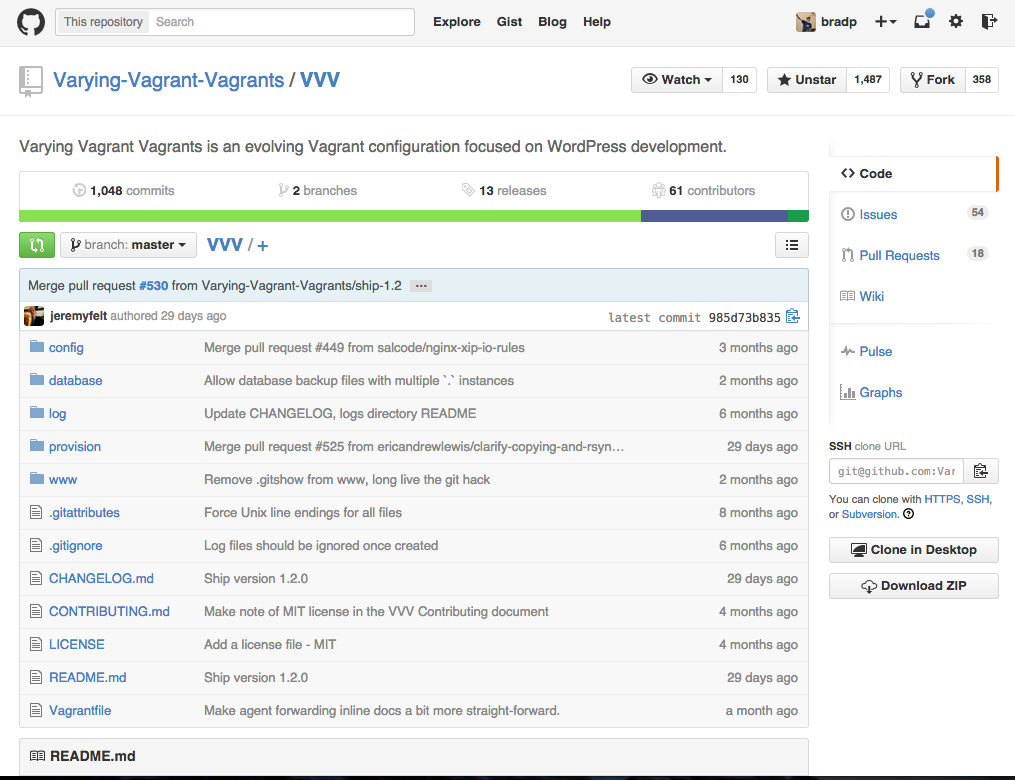 This repository Search Explore Gist Blog Help bradp
Varying-Vagrant-Vagrants / VVV Watch 130 Unstar 1,487 Fork 358
Varying Vagrant Vagrants is an evolving Vagrant configuration focused on WordPress development.
1,048 commits 2 branches 13 releases 61 contributors
branch: master VVV / +
Merge pull request #530 from Varying-Vagrant-Vagrants/ship-1.2 ...
jeremyfelt authored 29 days ago latest commit 985d73b835
config Merge pull request #449 from salcode/nginx-xip-io-rules 3 months ago
database Allow database backup files with multiple `.` instances 2 months ago
log Update CHANGELOG, logs directory README 6 months ago
provision Merge pull request #525 from ericandrewlewis/clarify-copying-and-rsyn… 29 days ago
www Remove .gitshow from www, long live the git hack 2 months ago
.gitattributes Force Unix line endings for all files 8 months ago
.gitignore Log files should be ignored once created 6 months ago
CHANGELOG.md Ship version 1.2.0 29 days ago
CONTRIBUTING.md Make note of MIT license in the VVV Contributing document 4 months ago
LICENSE Add a license file - MIT 4 months ago
README.md Ship version 1.2.0 29 days ago
Vagrantfile Make agent forwarding inline docs a bit more straight-forward. a month ago
README.md
Code
Issues 54
Pull Requests 18
Wiki
Pulse
Graphs
SSH clone URL
git@github.com:Var
You can clone with HTTPS, SSH,
or Subversion.
Clone in Desktop
Download ZIP